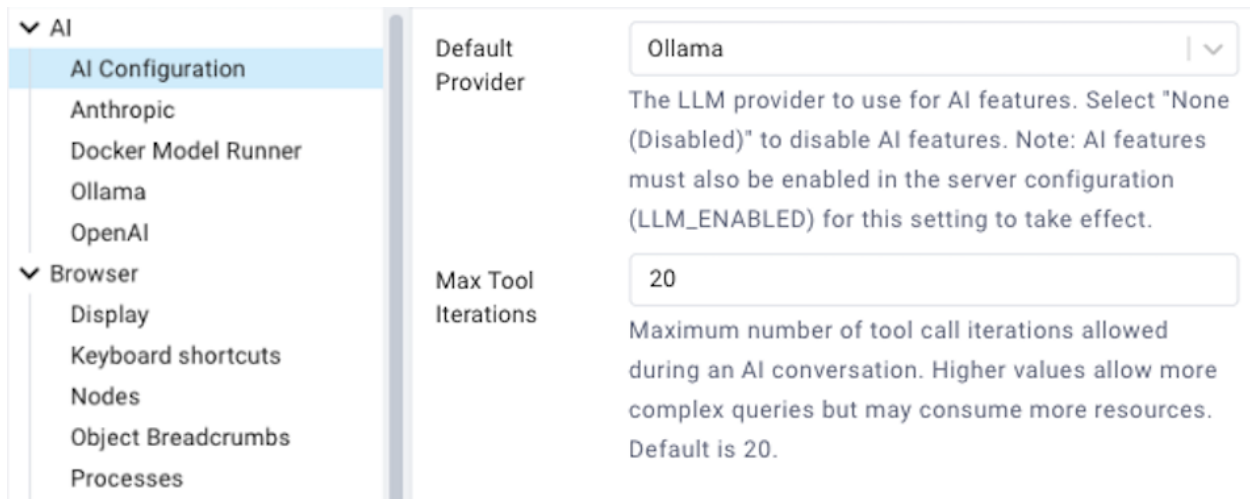 AI
AI Configuration
Anthropic
Docker Model Runner
Ollama
OpenAI
Browser
Display
Keyboard shortcuts
Nodes
Object Breadcrumbs
Processes
Default
Provider
Ollama
The LLM provider to use for AI features. Select "None
(Disabled)" to disable AI features. Note: AI features
must also be enabled in the server configuration
(LLM_ENABLED) for this setting to take effect.
Max Tool
Iterations
20
Maximum number of tool call iterations allowed
during an AI conversation. Higher values allow more
complex queries but may consume more resources.
Default is 20.